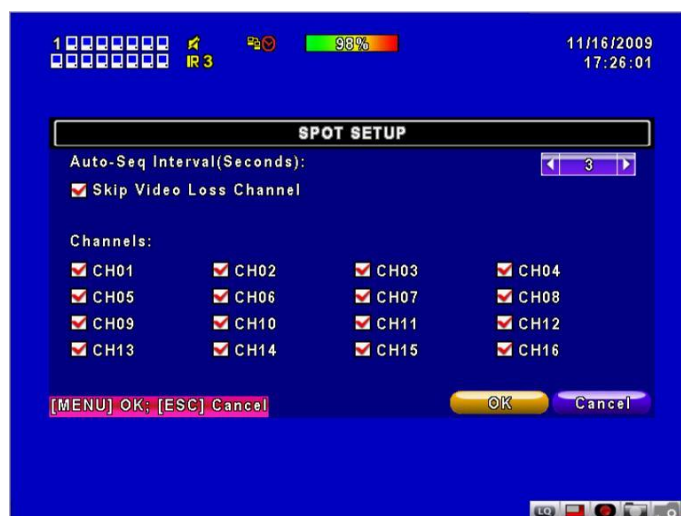 1
98%
11/16/2009
IR 3
17:26:01
SPOT SETUP
Auto-Seq Interval(Seconds):
3
Skip Video Loss Channel
Channels:
CH01 CH02 CH03 CH04
CH05 CH06 CH07 CH08
CH09 CH10 CH11 CH12
CH13 CH14 CH15 CH16
[MENU] OK; [ESC] Cancel
OK
Cancel
LQ